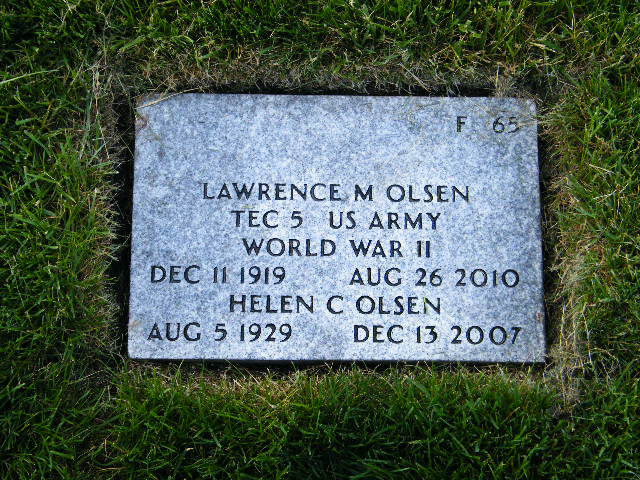 F 65
LAWRENCE M OLSEN
TEC 5 US ARMY
WORLD WAR II
DEC 11 1919 AUG 26 2010
HELEN C OLSEN
AUG 5 1929 DEC 13 2007